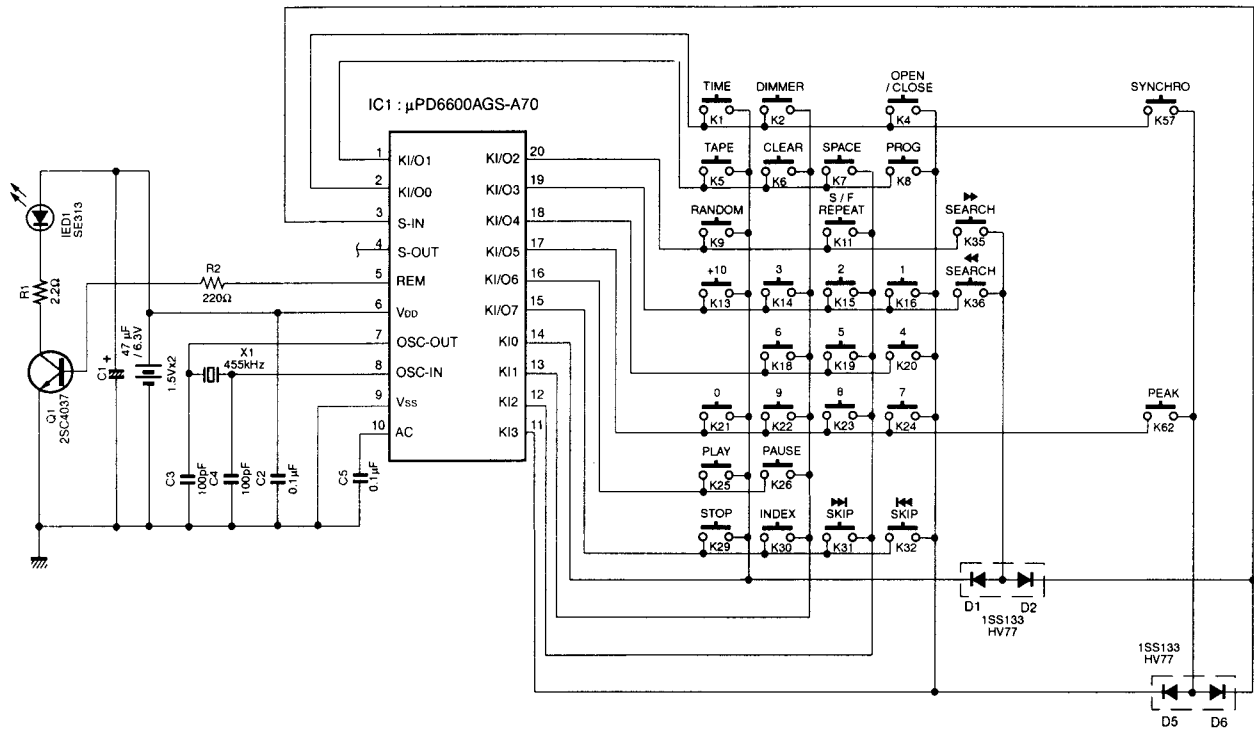 IC1 : μPD6600AGS-A70
1 KI/O1
2 KI/O0
3 S-IN
4 S-OUT
5 REM
6 VDD
7 OSC-OUT
8 OSC-IN
9 VSS
10 AC
KI/O2 20
KI/O3 19
KI/O4 18
KI/O5 17
KI/O6 16
KI/O7 15
KI0 14
KI1 13
KI2 12
KI3 11
IED1
SE313
R1
2.2Ω
Q1
2SC4037
C1 +
47 μF
/ 6.3V
1.5Vx2
R2
220Ω
X1
455kHz
C3
100pF
C4
100pF
C2
0.1μF
C5
0.1μF
TIME
K1
DIMMER
K2
OPEN
/ CLOSE
K4
SYNCHRO
K57
TAPE
K5
CLEAR
K6
SPACE
K7
PROG
K8
RANDOM
K9
S / F
REPEAT
K11
SEARCH
K35
+10
K13
3
K14
2
K15
1
K16
SEARCH
K36
6
K18
5
K19
4
K20
0
K21
9
K22
8
K23
7
K24
PEAK
K62
PLAY
K25
PAUSE
K26
STOP
K29
INDEX
K30
SKIP
K31
SKIP
K32
D1 D2
1SS133
HV77
1SS133
HV77
D5 D6